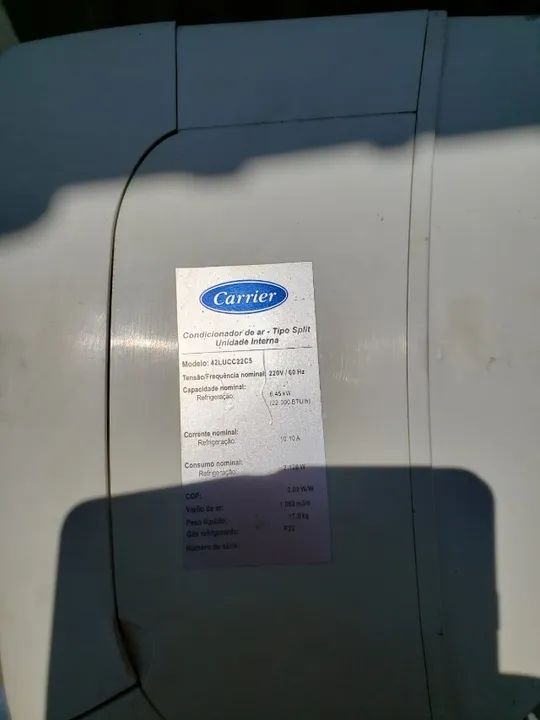 Carrier
Condicionador de ar - Tipo Split
Unidade Interna
Modelo: 42LUCC22C5
Tensão/Frequência nominal: 220V / 60 Hz
Capacidade nominal:
Refrigeração: 6,45 kW
(22.000 BTU/h)
Corrente nominal:
Refrigeração: 10,10 A
Consumo nominal:
Refrigeração: W
COP: W/W
Vazão de ar:
Peso líquido: kg
Gás refrigerante: R22
Número de série: